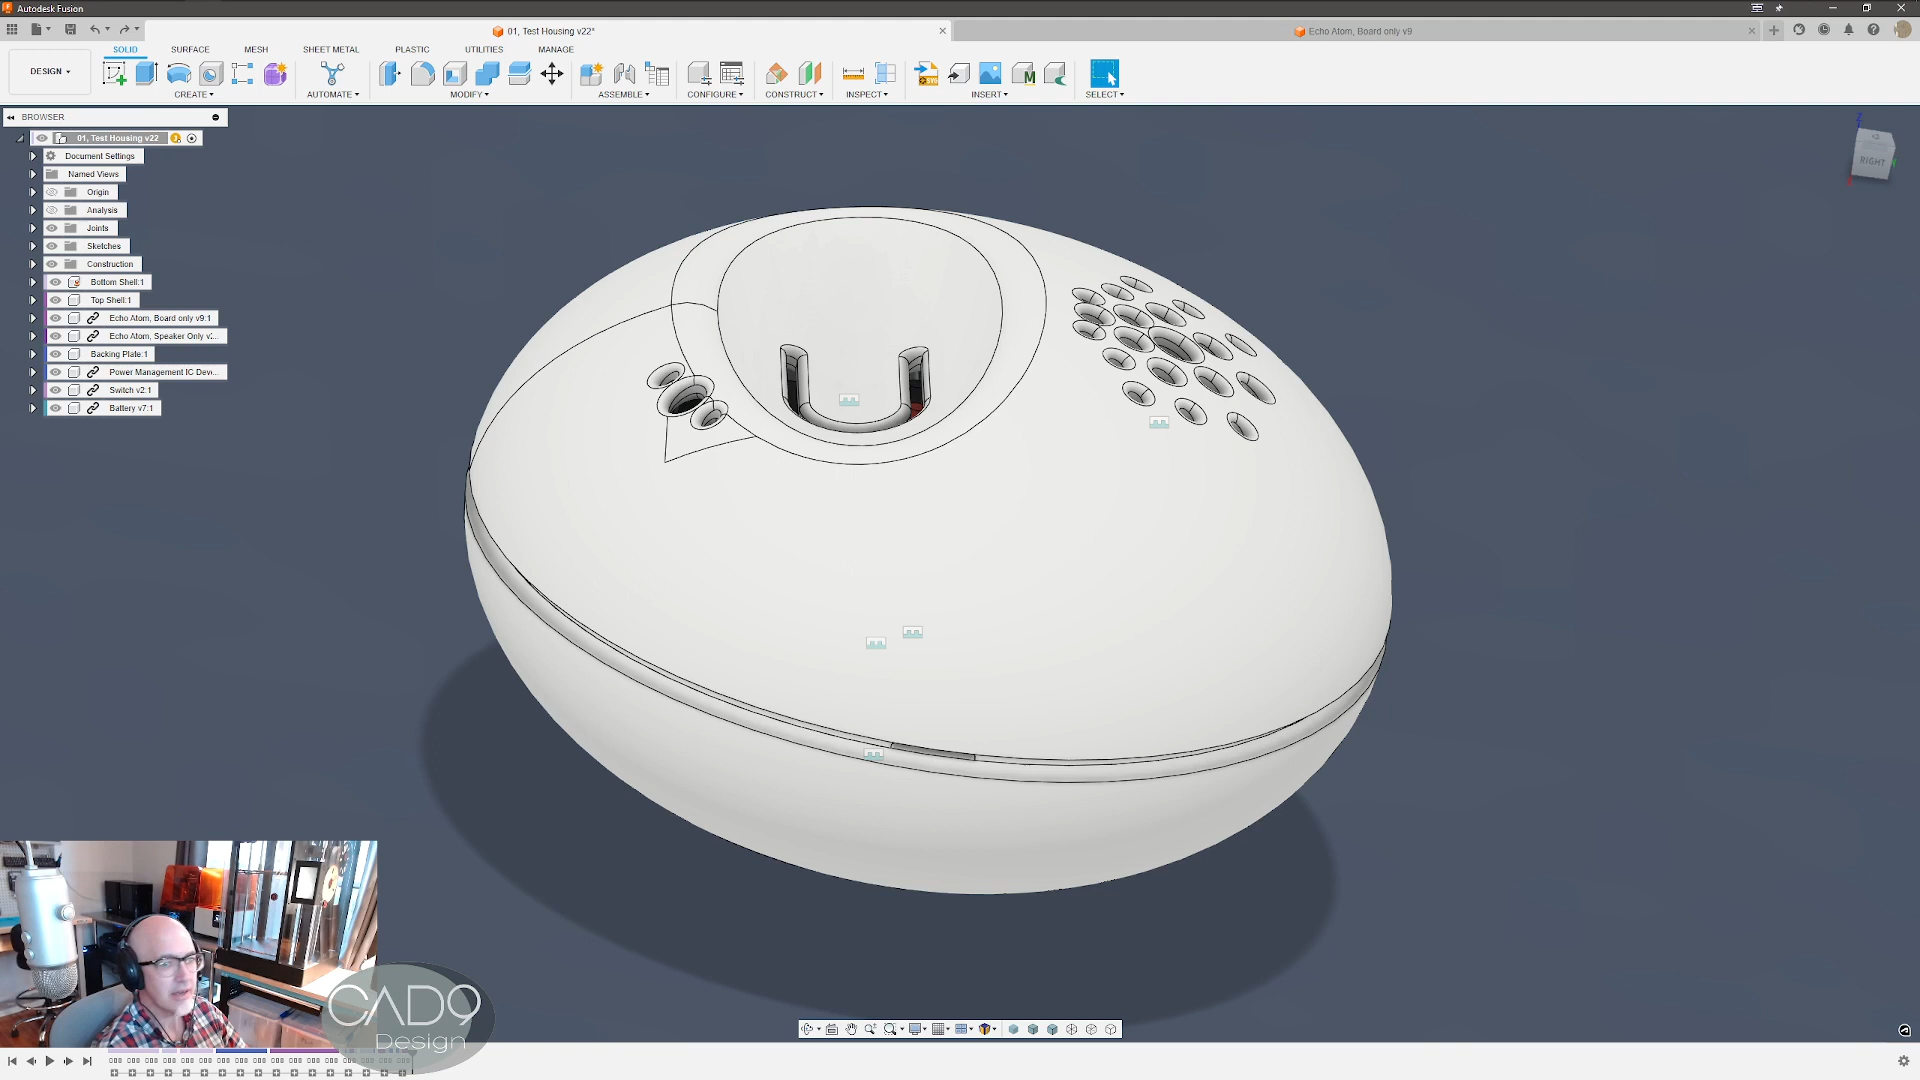 Autodesk Fusion
01, Test Housing v22*
Echo Atom, Board only v9
SOLID
SURFACE
MESH
SHEET METAL
PLASTIC
UTILITIES
MANAGE
DESIGN
CREATE
AUTOMATE
MODIFY
ASSEMBLE
CONFIGURE
CONSTRUCT
INSPECT
INSERT
SELECT
BROWSER
01, Test Housing v22
Document Settings
Named Views
Origin
Analysis
Joints
Sketches
Construction
Bottom Shell:1
Top Shell:1
Echo Atom, Board only v9:1
Echo Atom, Speaker Only v...
Backing Plate:1
Power Management IC Dev...
Switch v2:1
Battery v7:1
Z
RIGHT
CAD9
Design